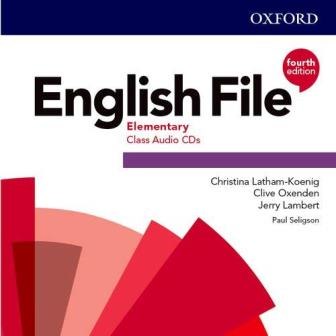 OXFORD
fourth
edition
English File
Elementary
Class Audio CDs
Christina Latham-Koenig
Clive Oxenden
Jerry Lambert
Paul Seligson